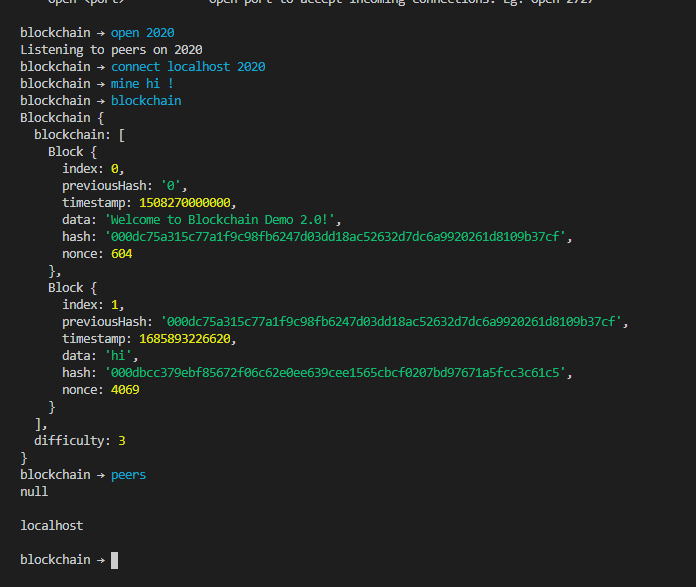 open <port> open port to accept incoming connections. Eg: open 2727
blockchain → open 2020
Listening to peers on 2020
blockchain → connect localhost 2020
blockchain → mine hi !
blockchain → blockchain
Blockchain {
  blockchain: [
    Block {
      index: 0,
      previousHash: '0',
      timestamp: 1508270000000,
      data: 'Welcome to Blockchain Demo 2.0!',
      hash: '000dc75a315c77a1f9c98fb6247d03dd18ac52632d7dc6a9920261d8109b37cf',
      nonce: 604
    },
    Block {
      index: 1,
      previousHash: '000dc75a315c77a1f9c98fb6247d03dd18ac52632d7dc6a9920261d8109b37cf',
      timestamp: 1685893226620,
      data: 'hi',
      hash: '000dbcc379ebf85672f06c62e0ee639cee1565cbcf0207bd97671a5fcc3c61c5',
      nonce: 4069
    }
  ],
  difficulty: 3
}
blockchain → peers
null
localhost
blockchain →